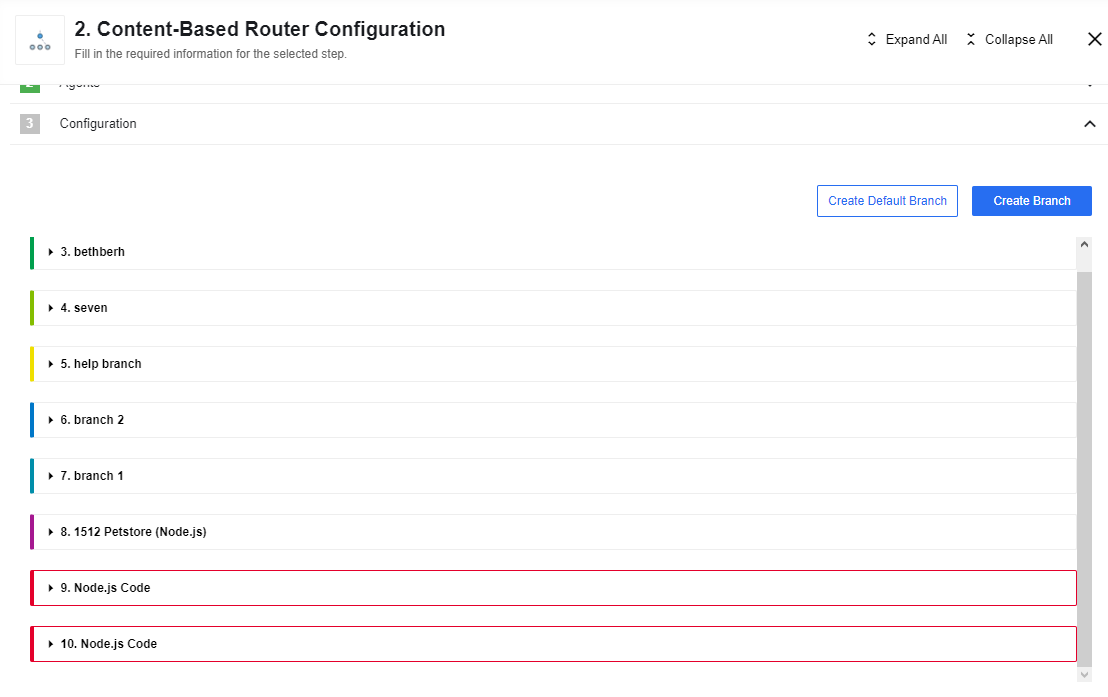 2. Content-Based Router Configuration
Fill in the required information for the selected step.
Expand All
Collapse All
2 Agents
3 Configuration
Create Default Branch
Create Branch
3. bethberh
4. seven
5. help branch
6. branch 2
7. branch 1
8. 1512 Petstore (Node.js)
9. Node.js Code
10. Node.js Code